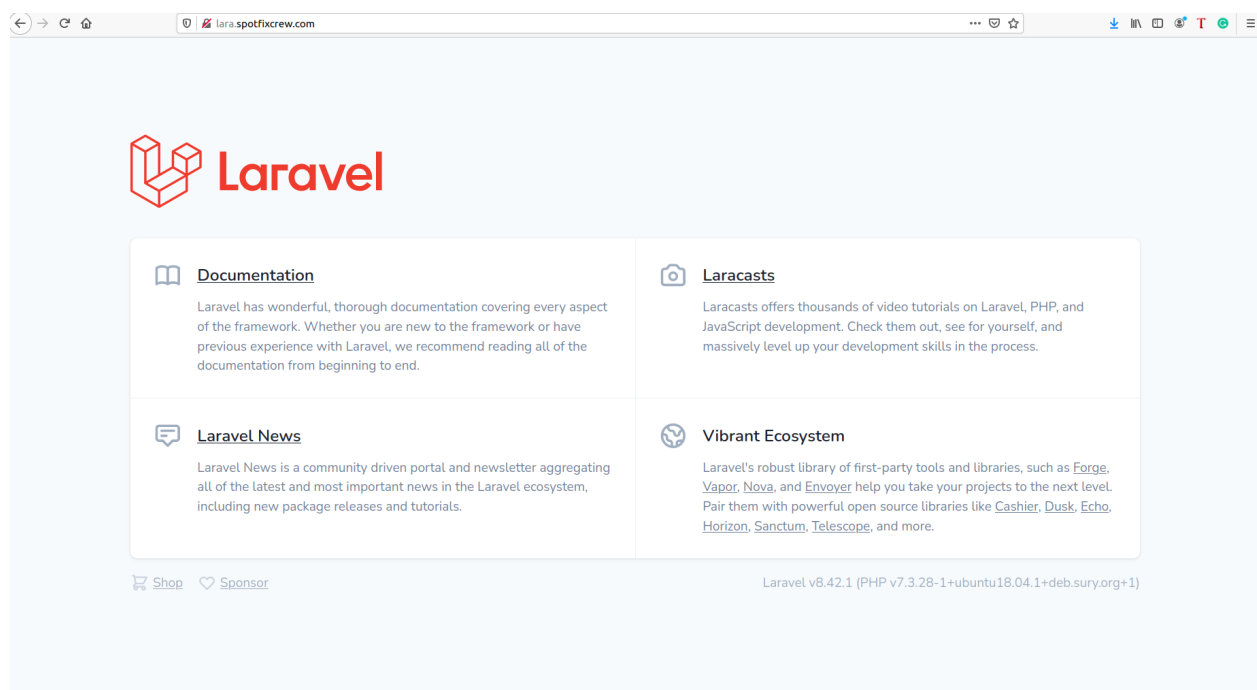 lara.spotfixcrew.com
Laravel
Documentation
Laravel has wonderful, thorough documentation covering every aspect
of the framework. Whether you are new to the framework or have
previous experience with Laravel, we recommend reading all of the
documentation from beginning to end.
Laracasts
Laracasts offers thousands of video tutorials on Laravel, PHP, and
JavaScript development. Check them out, see for yourself, and
massively level up your development skills in the process.
Laravel News
Laravel News is a community driven portal and newsletter aggregating
all of the latest and most important news in the Laravel ecosystem,
including new package releases and tutorials.
Vibrant Ecosystem
Laravel's robust library of first-party tools and libraries, such as Forge,
Vapor, Nova, and Envoyer help you take your projects to the next level.
Pair them with powerful open source libraries like Cashier, Dusk, Echo,
Horizon, Sanctum, Telescope, and more.
Shop Sponsor
Laravel v8.42.1 (PHP v7.3.28-1+ubuntu18.04.1+deb.sury.org+1)